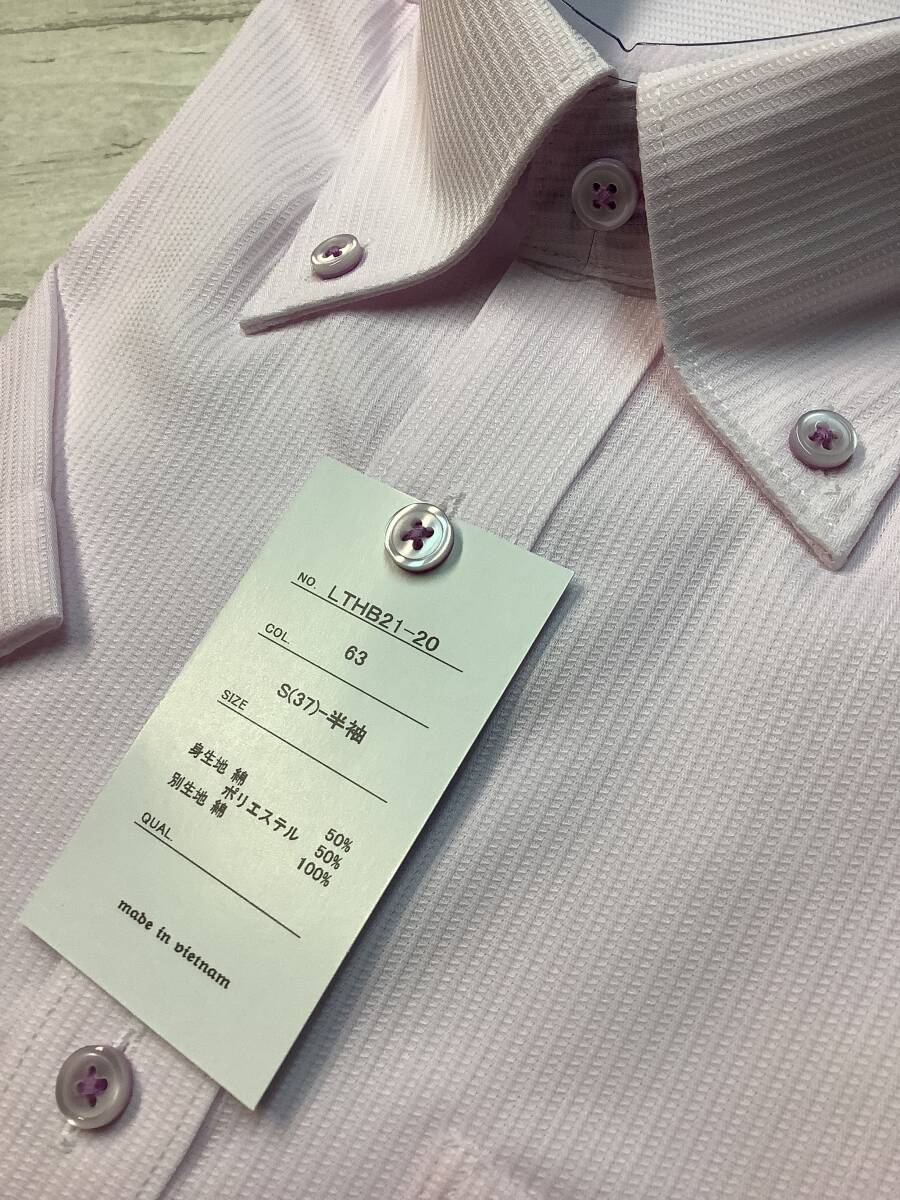 NO. LTHB21-20
COL. 63
SIZE S(37)-半袖
身生地 綿 50%
ポリエステル 50%
別生地 綿 100%
QUAL.
made in vietnam